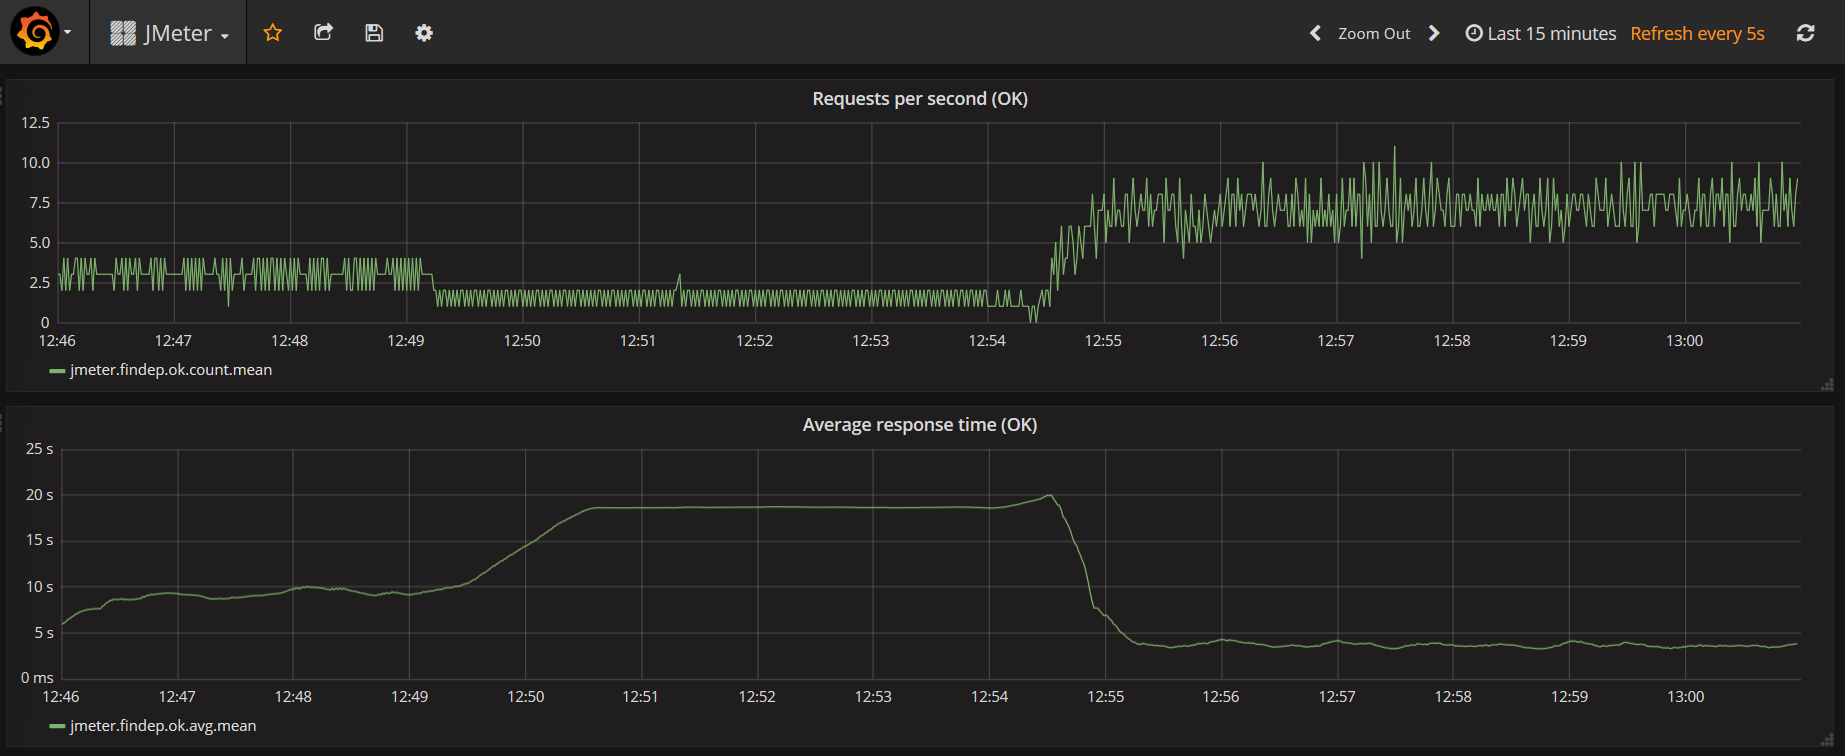 JMeter
Zoom Out
Last 15 minutes
Refresh every 5s
Requests per second (OK)
12.5
10.0
7.5
5.0
2.5
0
12:46 12:47 12:48 12:49 12:50 12:51 12:52 12:53 12:54 12:55 12:56 12:57 12:58 12:59 13:00
jmeter.findep.ok.count.mean
Average response time (OK)
25 s
20 s
15 s
10 s
5 s
0 ms
12:46 12:47 12:48 12:49 12:50 12:51 12:52 12:53 12:54 12:55 12:56 12:57 12:58 12:59 13:00
jmeter.findep.ok.avg.mean